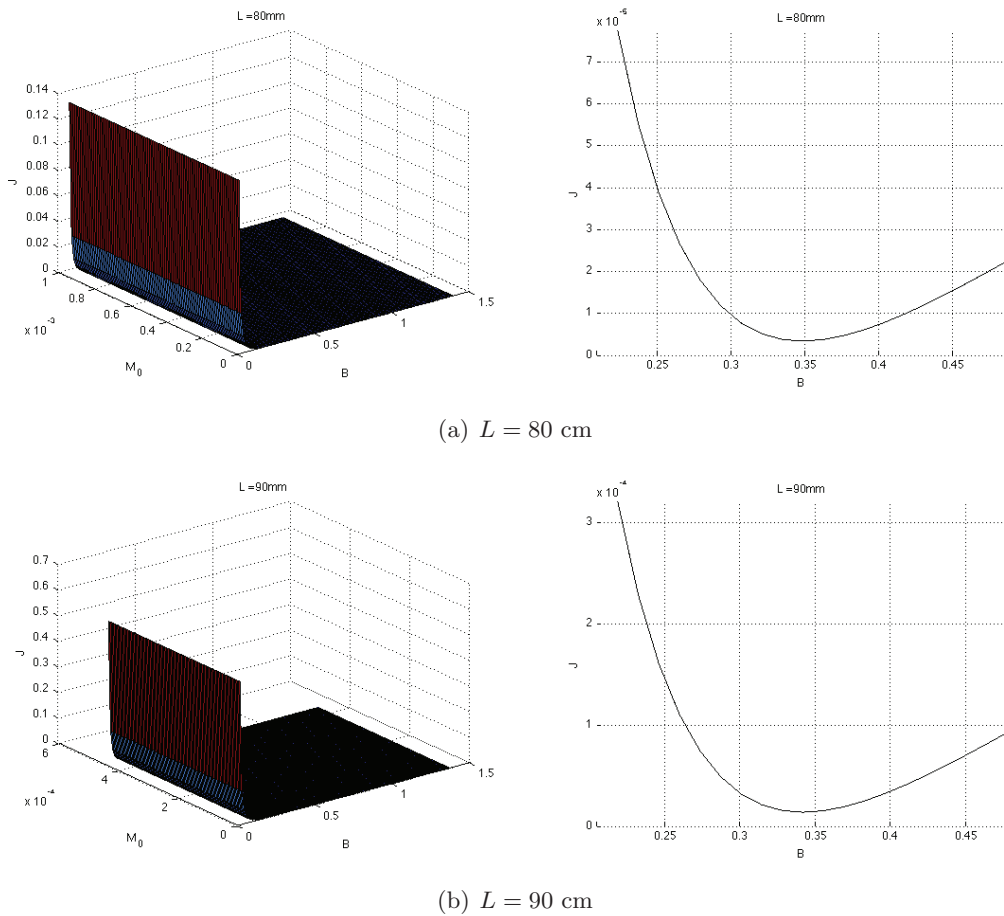 L =80mm
0.14
0.12
0.1
0.08
0.06
0.04
0.02
0
J
1
0.8
0.6
0.4
0.2
0
x 10⁻³
M₀
0
0.5
1
1.5
B
x 10⁻⁵
L=80mm
7
6
5
4
3
2
1
0
J
0.25
0.3
0.35
0.4
0.45
B
(a) L = 80 cm
L =90mm
0.7
0.6
0.5
0.4
0.3
0.2
0.1
0
J
6
4
2
0
x 10⁻⁴
M₀
0
0.5
1
1.5
B
x 10⁻⁴
L=90mm
3
2
1
0
J
0.25
0.3
0.35
0.4
0.45
B
(b) L = 90 cm